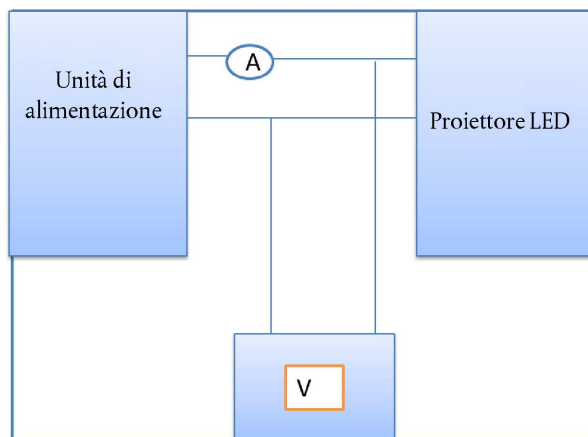 Unità di
alimentazione
A
Proiettore LED
V